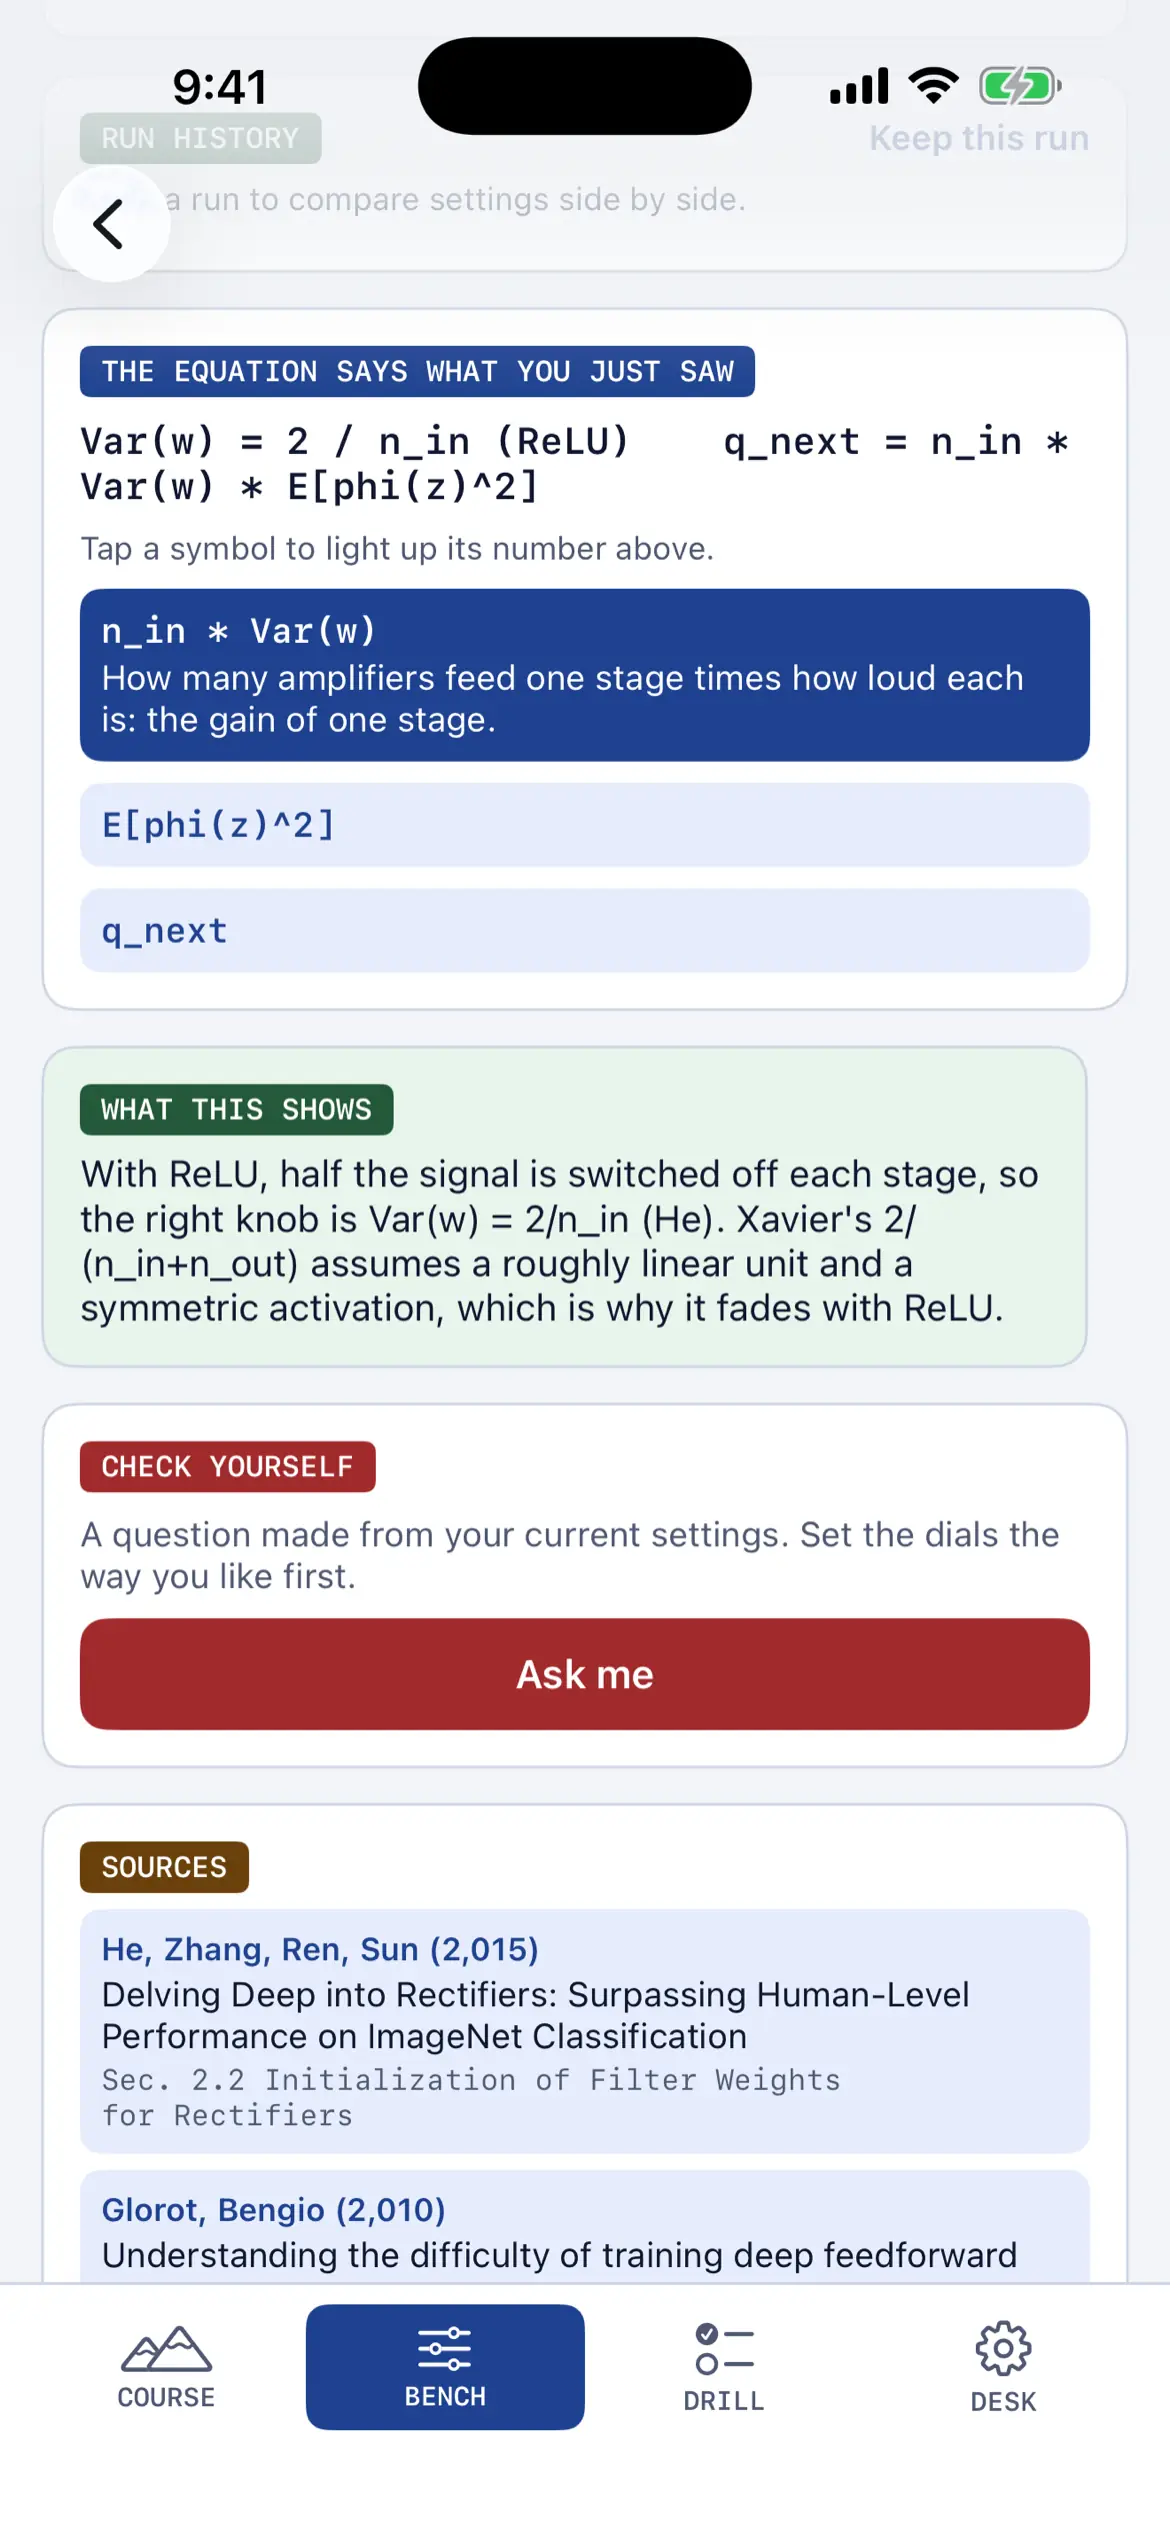 9:41
RUN HISTORY
Keep this run
a run to compare settings side by side.
THE EQUATION SAYS WHAT YOU JUST SAW
Var(w) = 2 / n_in (ReLU)    q_next = n_in *
Var(w) * E[phi(z)^2]
Tap a symbol to light up its number above.
n_in * Var(w)
How many amplifiers feed one stage times how loud each
is: the gain of one stage.
E[phi(z)^2]
q_next
WHAT THIS SHOWS
With ReLU, half the signal is switched off each stage, so
the right knob is Var(w) = 2/n_in (He). Xavier's 2/
(n_in+n_out) assumes a roughly linear unit and a
symmetric activation, which is why it fades with ReLU.
CHECK YOURSELF
A question made from your current settings. Set the dials the
way you like first.
Ask me
SOURCES
He, Zhang, Ren, Sun (2,015)
Delving Deep into Rectifiers: Surpassing Human-Level
Performance on ImageNet Classification
Sec. 2.2 Initialization of Filter Weights
for Rectifiers
Glorot, Bengio (2,010)
Understanding the difficulty of training deep feedforward
COURSE
BENCH
DRILL
DESK